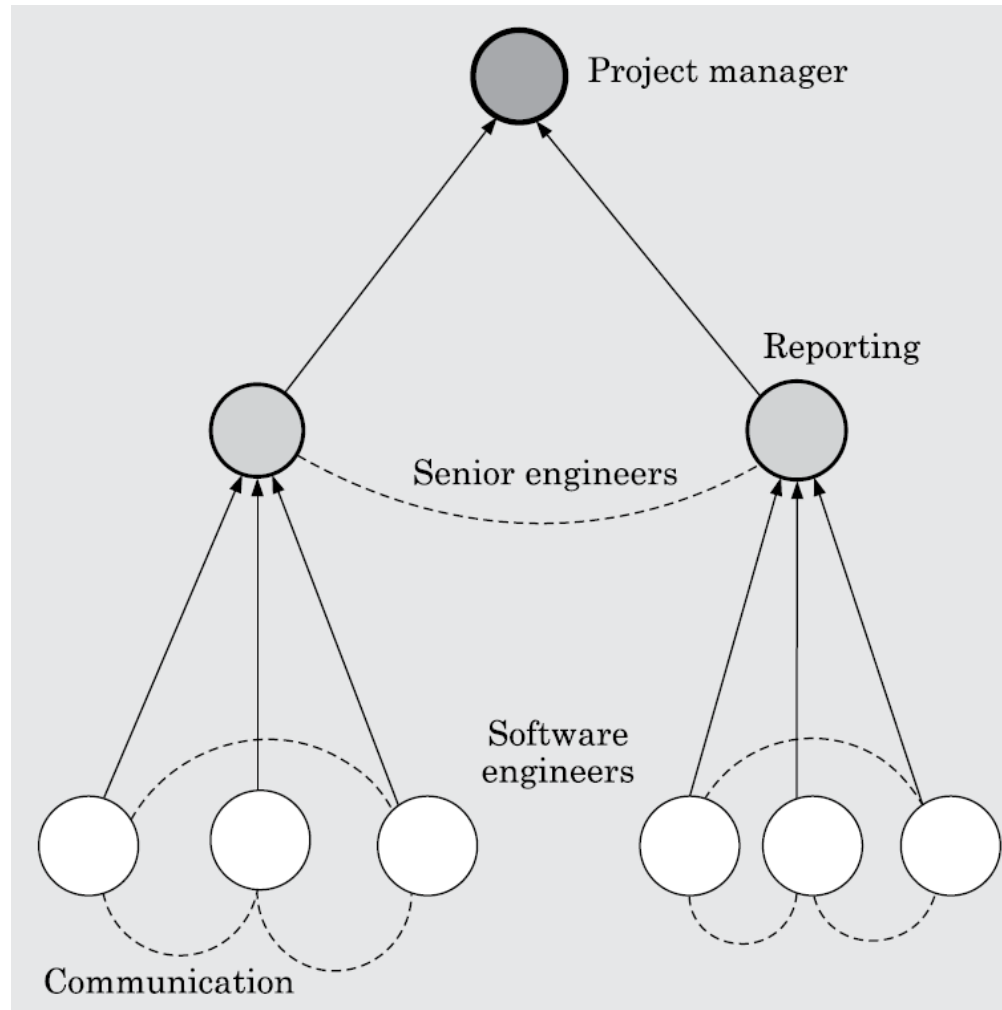 Project manager
Reporting
Senior engineers
Software
engineers
Communication